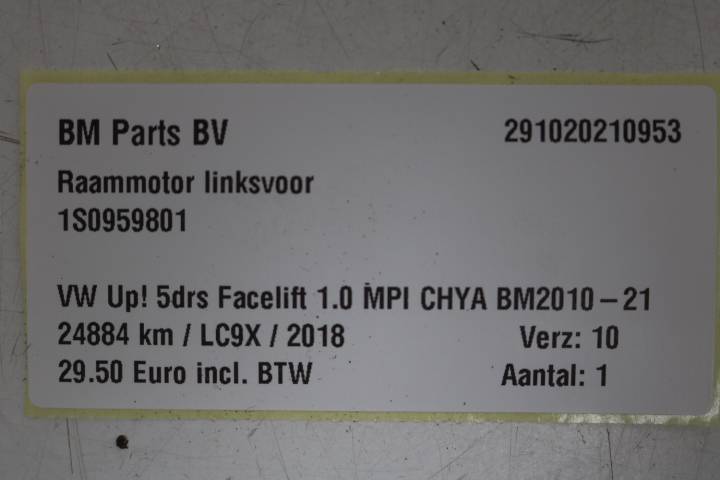 BM Parts BV 291020210953
Raammotor linksvoor
1S0959801
VW Up! 5drs Facelift 1.0 MPI CHYA BM2010-21
24884 km / LC9X / 2018 Verz: 10
29.50 Euro incl. BTW Aantal: 1